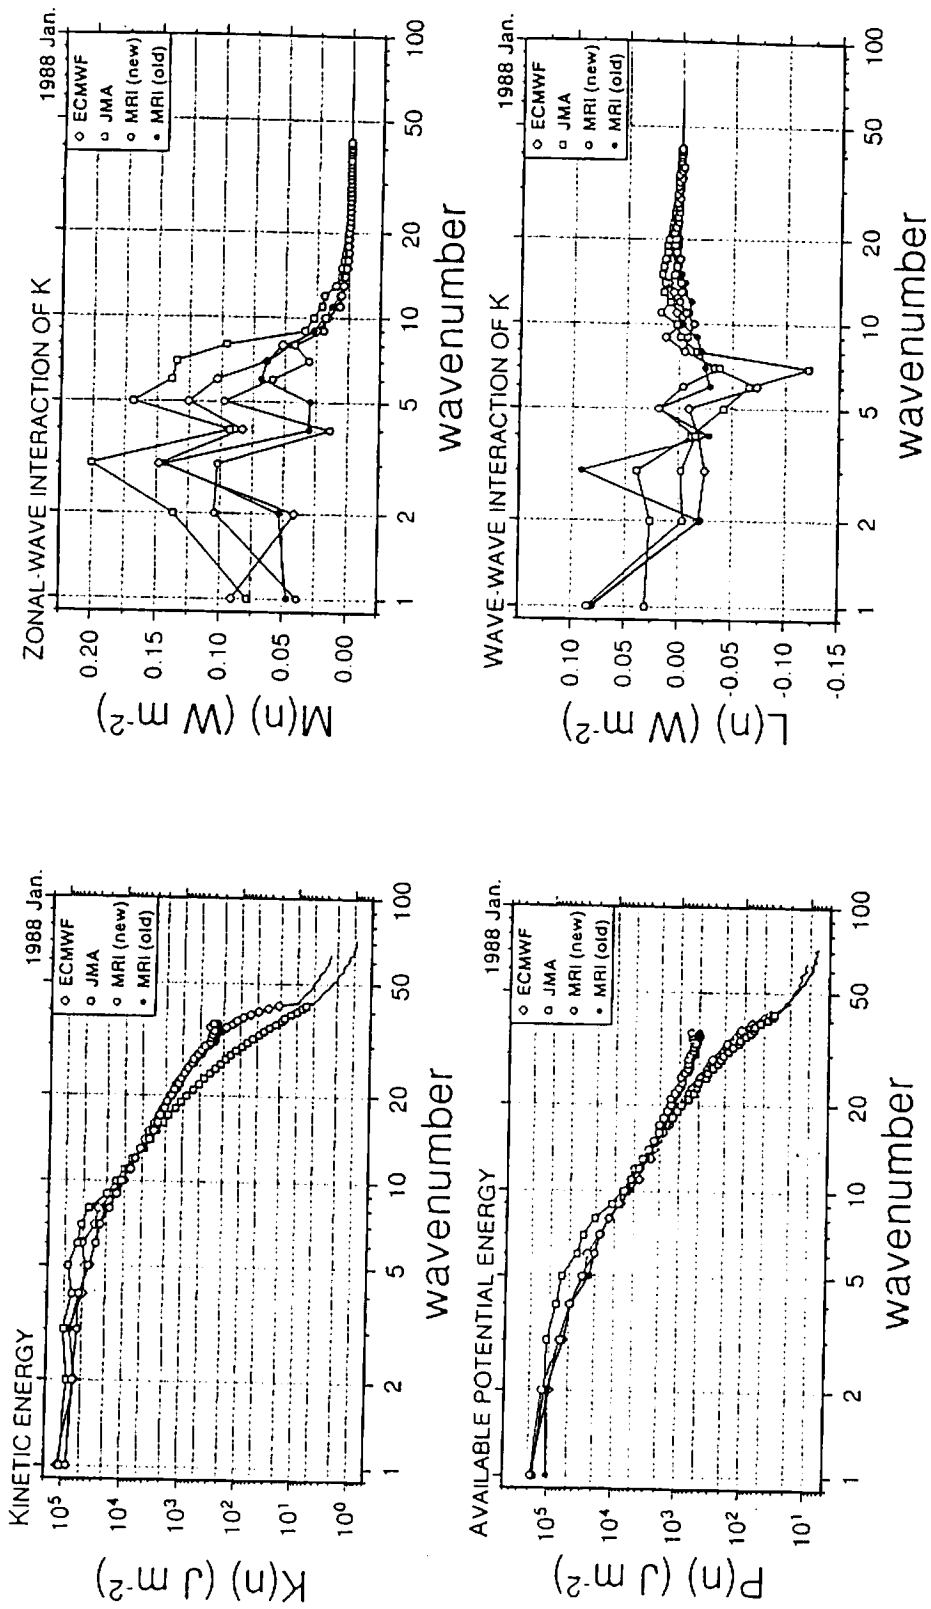 KINETIC ENERGY
1988 Jan.
ECMWF
JMA
MRI (new)
MRI (old)
K(n) (J m⁻²)
10⁵
10⁴
10³
10²
10¹
10⁰
1
2
5
10
20
50
100
wavenumber
ZONAL-WAVE INTERACTION OF K
1988 Jan.
ECMWF
JMA
MRI (new)
MRI (old)
M(n) (W m⁻²)
0.20
0.15
0.10
0.05
0.00
1
2
5
10
20
50
100
wavenumber
AVAILABLE POTENTIAL ENERGY
1988 Jan.
ECMWF
JMA
MRI (new)
MRI (old)
P(n) (J m⁻²)
10⁵
10⁴
10³
10²
10¹
1
2
5
10
20
50
100
wavenumber
WAVE-WAVE INTERACTION OF K
1988 Jan.
ECMWF
JMA
MRI (new)
MRI (old)
L(n) (W m⁻²)
0.10
0.05
0.00
-0.05
-0.10
-0.15
1
2
5
10
20
50
100
wavenumber